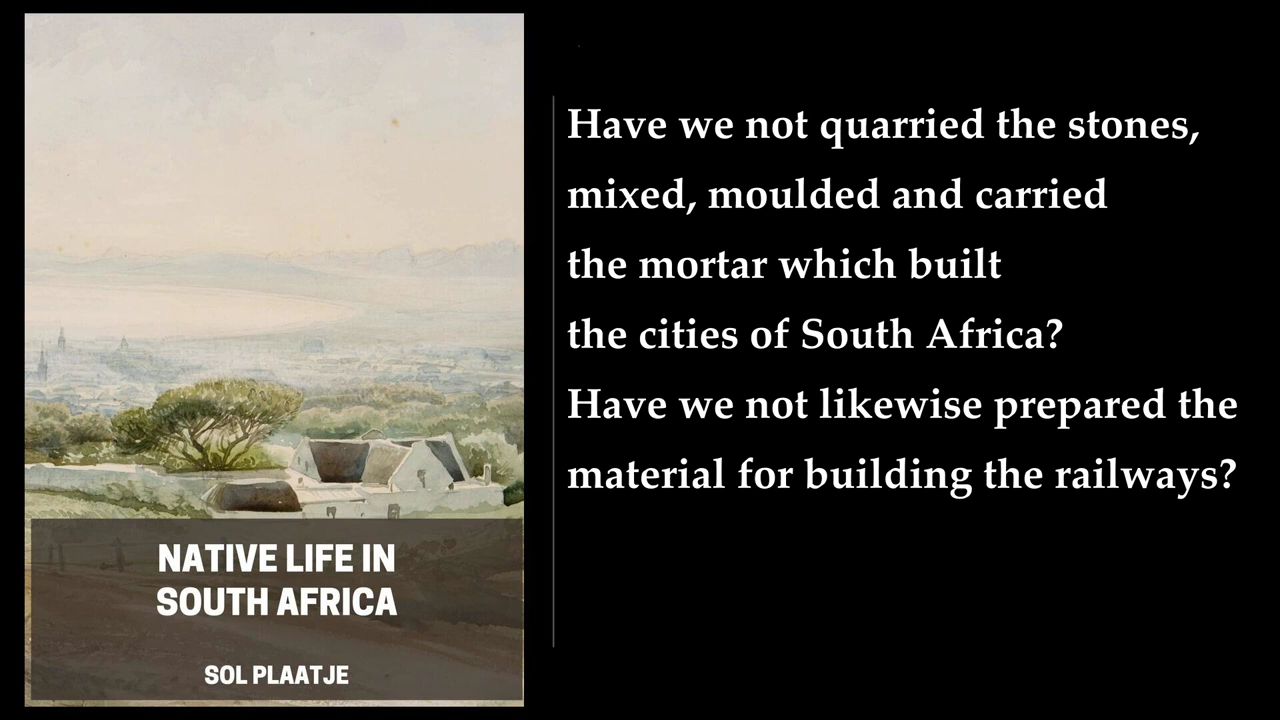 Have we not quarried the stones,
mixed, moulded and carried
the mortar which built
the cities of South Africa?
Have we not likewise prepared the
material for building the railways?
NATIVE LIFE IN
SOUTH AFRICA
SOL PLAATJE